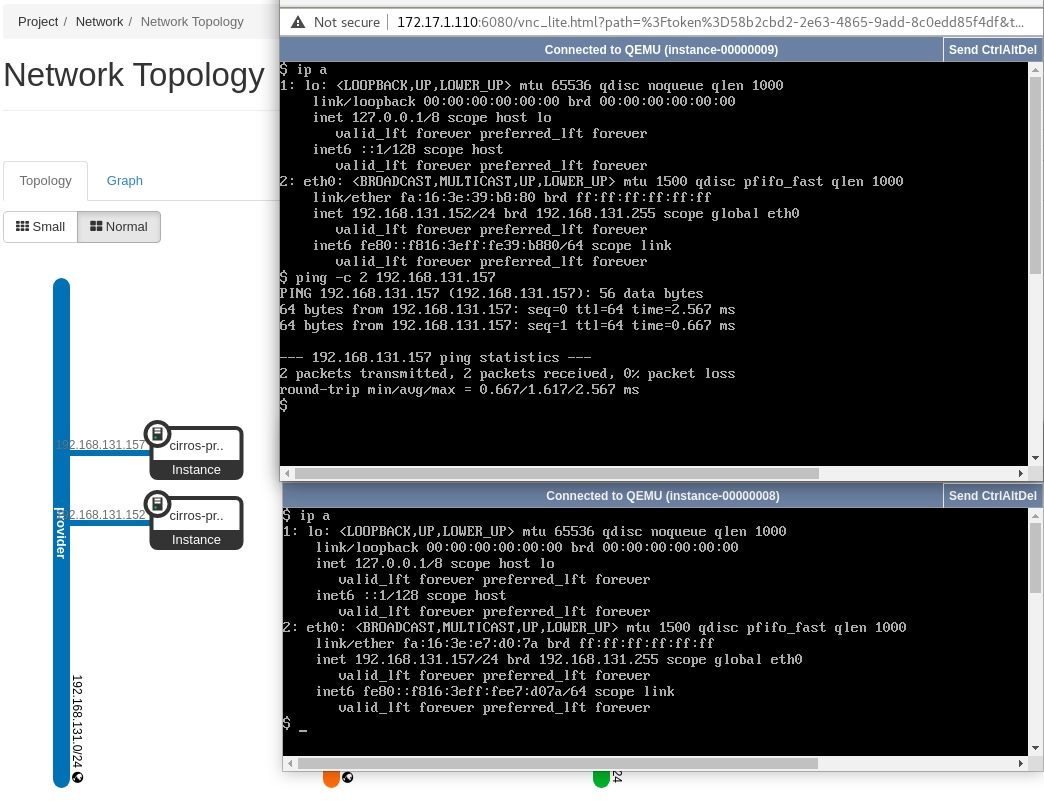 Project / Network / Network Topology
Network Topology
Topology
Graph
Small
Normal
192.168.131.157
cirros-pr..
Instance
192.168.131.152
cirros-pr..
Instance
provider
192.168.131.0/24
Not secure
172.17.1.110:6080/vnc_lite.html?path=%3Ftoken%3D58b2cbd2-2e63-4865-9add-8c0edd85f4df&t...
Connected to QEMU (instance-00000009)
Send CtrlAltDel
$ ip a
1: lo: <LOOPBACK,UP,LOWER_UP> mtu 65536 qdisc noqueue qlen 1000
link/loopback 00:00:00:00:00:00 brd 00:00:00:00:00:00
inet 127.0.0.1/8 scope host lo
valid_lft forever preferred_lft forever
inet6 ::1/128 scope host
valid_lft forever preferred_lft forever
2: eth0: <BROADCAST,MULTICAST,UP,LOWER_UP> mtu 1500 qdisc pfifo_fast qlen 1000
link/ether fa:16:3e:39:b8:80 brd ff:ff:ff:ff:ff:ff
inet 192.168.131.152/24 brd 192.168.131.255 scope global eth0
valid_lft forever preferred_lft forever
inet6 fe80::f816:3eff:fe39:b880/64 scope link
valid_lft forever preferred_lft forever
$ ping -c 2 192.168.131.157
PING 192.168.131.157 (192.168.131.157): 56 data bytes
64 bytes from 192.168.131.157: seq=0 ttl=64 time=2.567 ms
64 bytes from 192.168.131.157: seq=1 ttl=64 time=0.667 ms
--- 192.168.131.157 ping statistics ---
2 packets transmitted, 2 packets received, 0% packet loss
round-trip min/avg/max = 0.667/1.617/2.567 ms
$
Connected to QEMU (instance-00000008)
Send CtrlAltDel
$ ip a
1: lo: <LOOPBACK,UP,LOWER_UP> mtu 65536 qdisc noqueue qlen 1000
link/loopback 00:00:00:00:00:00 brd 00:00:00:00:00:00
inet 127.0.0.1/8 scope host lo
valid_lft forever preferred_lft forever
inet6 ::1/128 scope host
valid_lft forever preferred_lft forever
2: eth0: <BROADCAST,MULTICAST,UP,LOWER_UP> mtu 1500 qdisc pfifo_fast qlen 1000
link/ether fa:16:3e:e7:d0:7a brd ff:ff:ff:ff:ff:ff
inet 192.168.131.157/24 brd 192.168.131.255 scope global eth0
valid_lft forever preferred_lft forever
inet6 fe80::f816:3eff:fee7:d07a/64 scope link
valid_lft forever preferred_lft forever
$ _
24